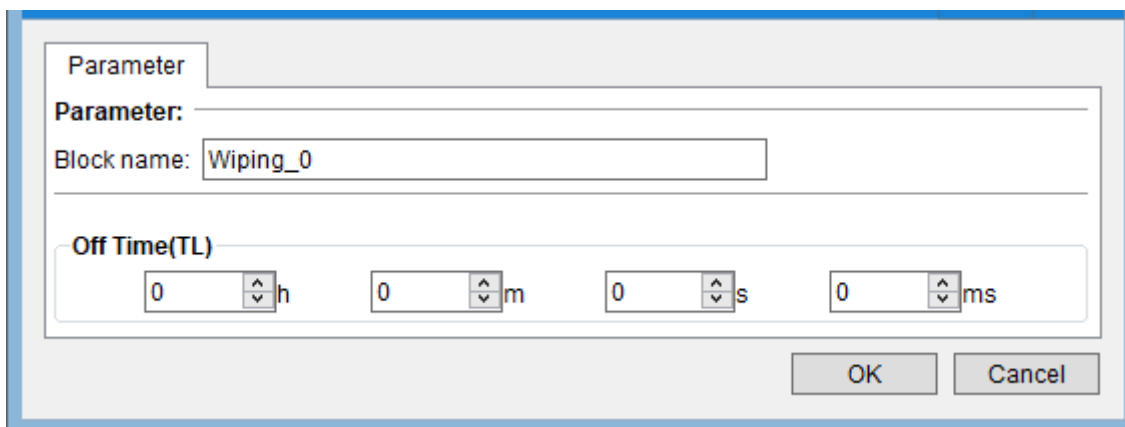 Parameter
Parameter:
Block name: Wiping_0
Off Time(TL)
0 h 0 m 0 s 0 ms
OK Cancel